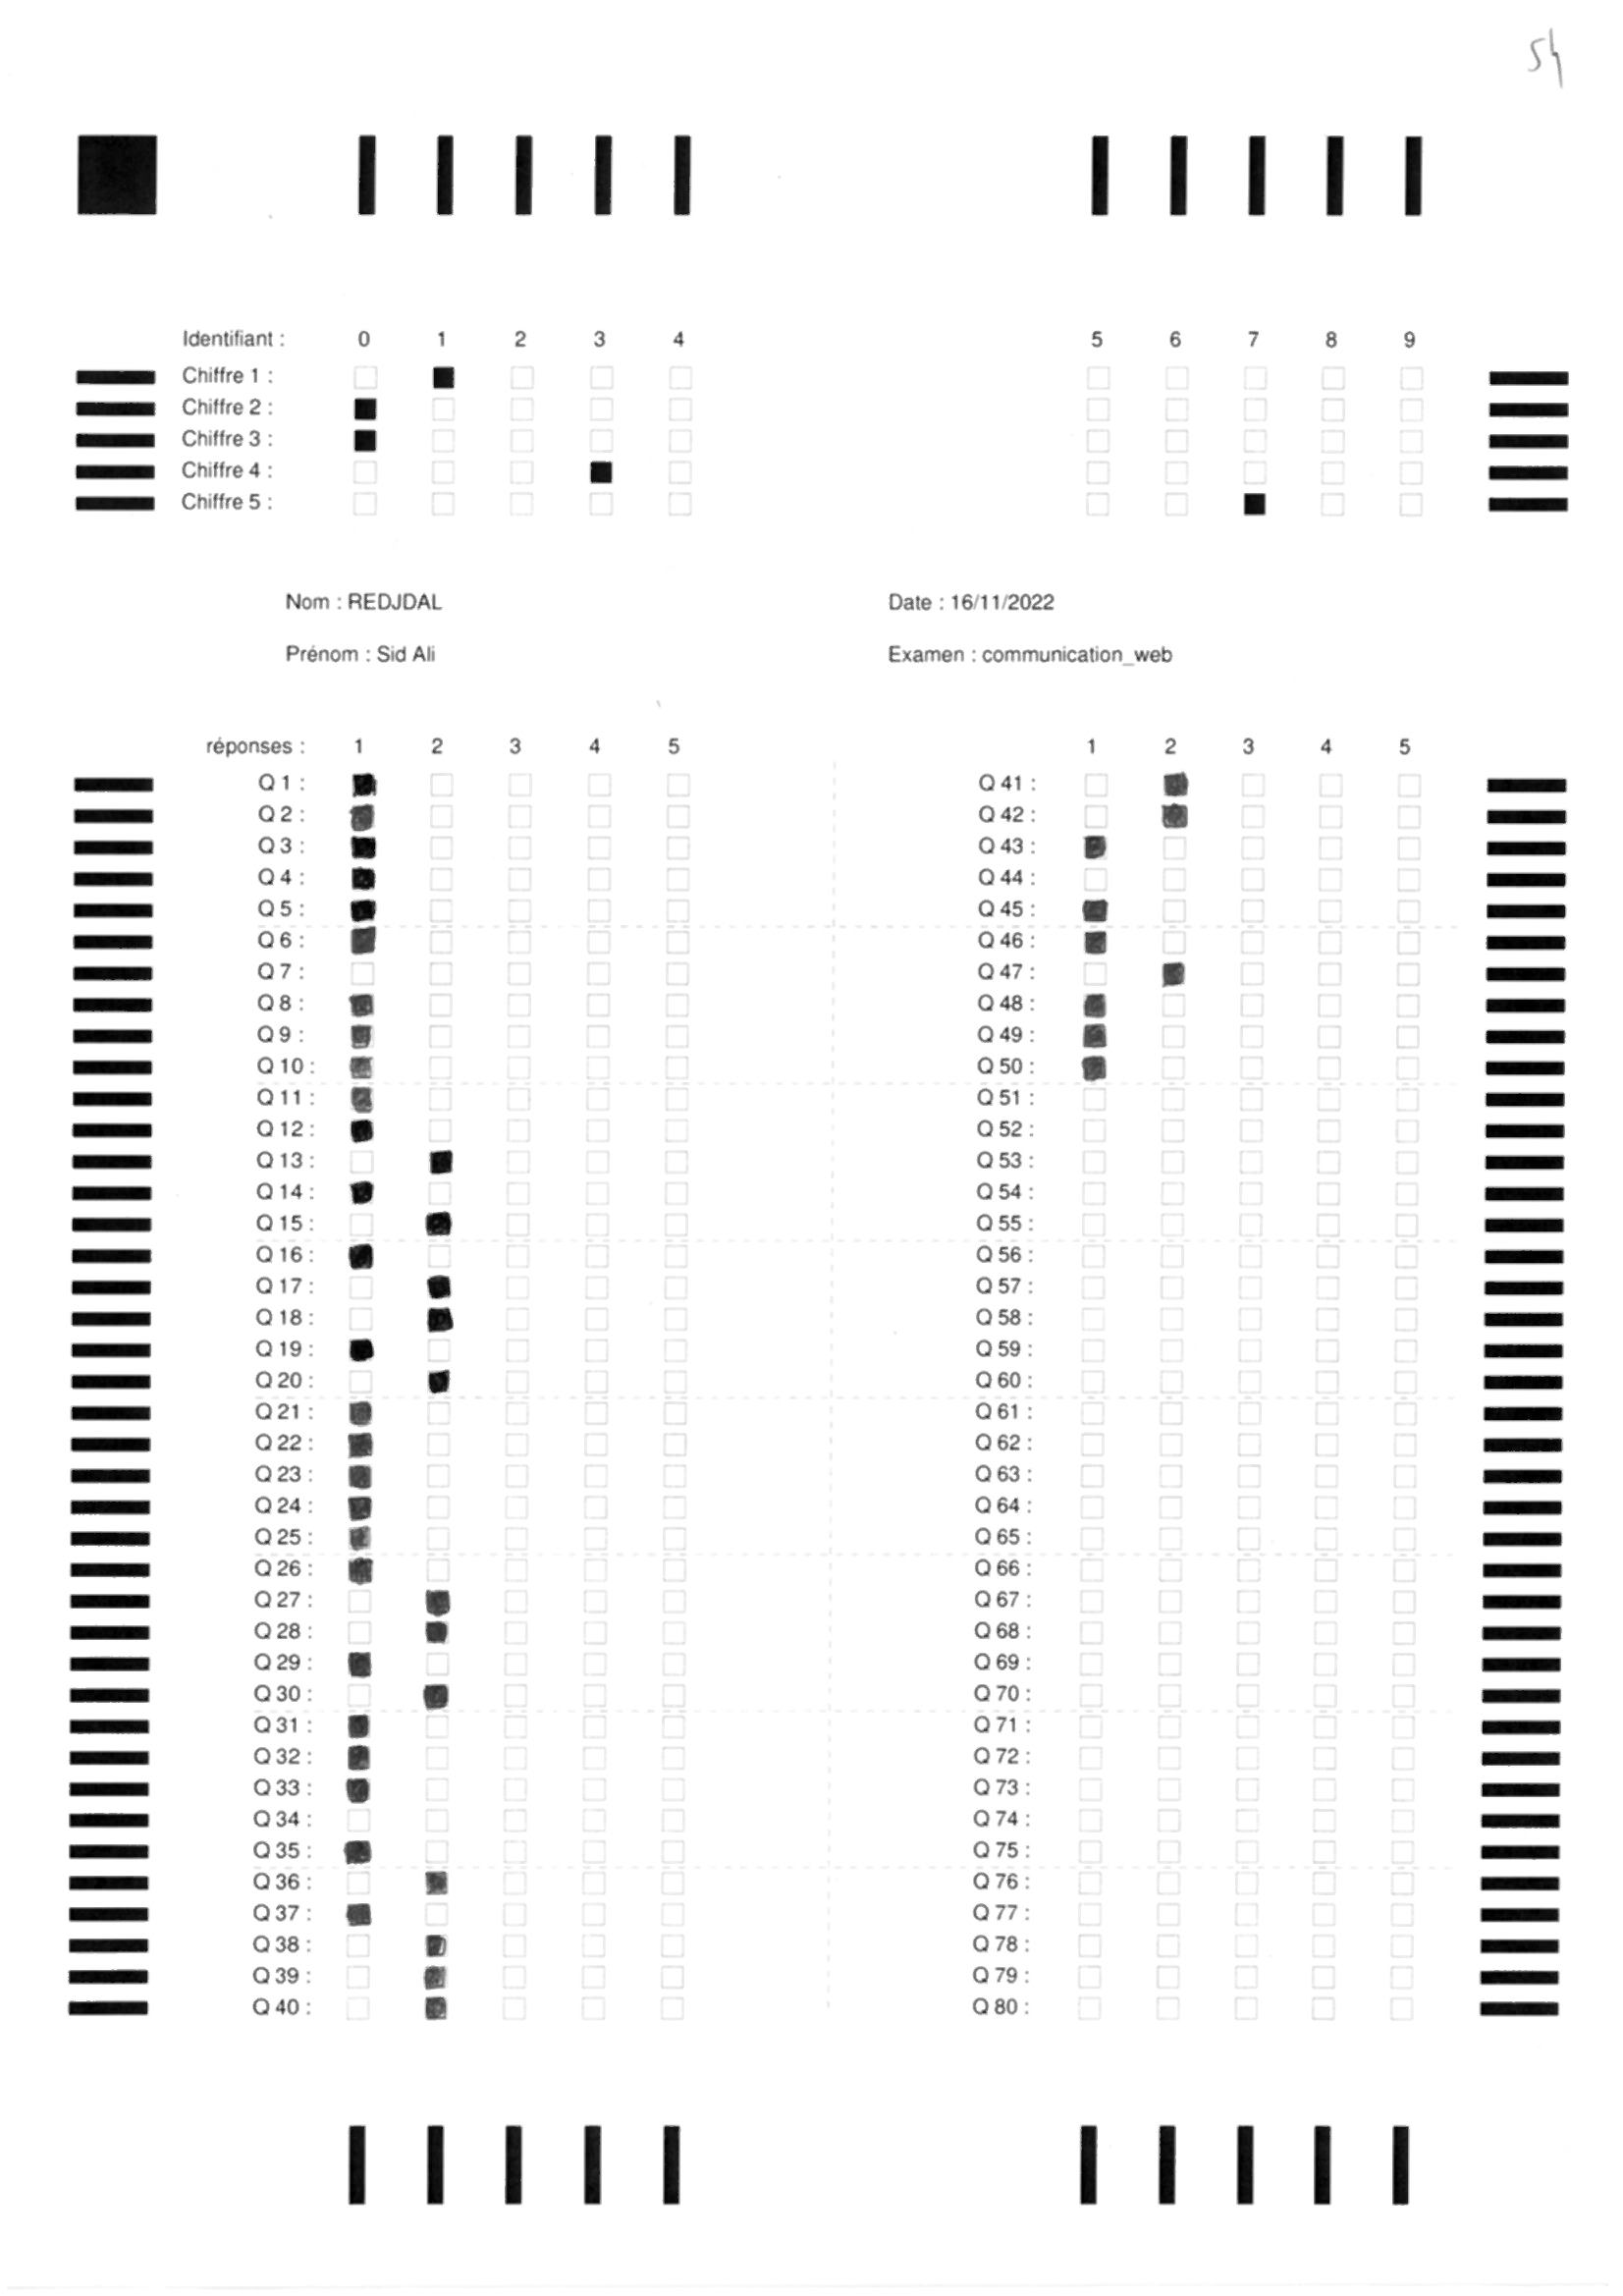 54
Identifiant : 0 1 2 3 4 5 6 7 8 9
Chiffre 1 :
Chiffre 2 :
Chiffre 3 :
Chiffre 4 :
Chiffre 5 :
Nom : REDJDAL Date : 16/11/2022
Prénom : Sid Ali Examen : communication_web
réponses : 1 2 3 4 5 1 2 3 4 5
Q 1 : Q 41 :
Q 2 : Q 42 :
Q 3 : Q 43 :
Q 4 : Q 44 :
Q 5 : Q 45 :
Q 6 : Q 46 :
Q 7 : Q 47 :
Q 8 : Q 48 :
Q 9 : Q 49 :
Q 10 : Q 50 :
Q 11 : Q 51 :
Q 12 : Q 52 :
Q 13 : Q 53 :
Q 14 : Q 54 :
Q 15 : Q 55 :
Q 16 : Q 56 :
Q 17 : Q 57 :
Q 18 : Q 58 :
Q 19 : Q 59 :
Q 20 : Q 60 :
Q 21 : Q 61 :
Q 22 : Q 62 :
Q 23 : Q 63 :
Q 24 : Q 64 :
Q 25 : Q 65 :
Q 26 : Q 66 :
Q 27 : Q 67 :
Q 28 : Q 68 :
Q 29 : Q 69 :
Q 30 : Q 70 :
Q 31 : Q 71 :
Q 32 : Q 72 :
Q 33 : Q 73 :
Q 34 : Q 74 :
Q 35 : Q 75 :
Q 36 : Q 76 :
Q 37 : Q 77 :
Q 38 : Q 78 :
Q 39 : Q 79 :
Q 40 : Q 80 :